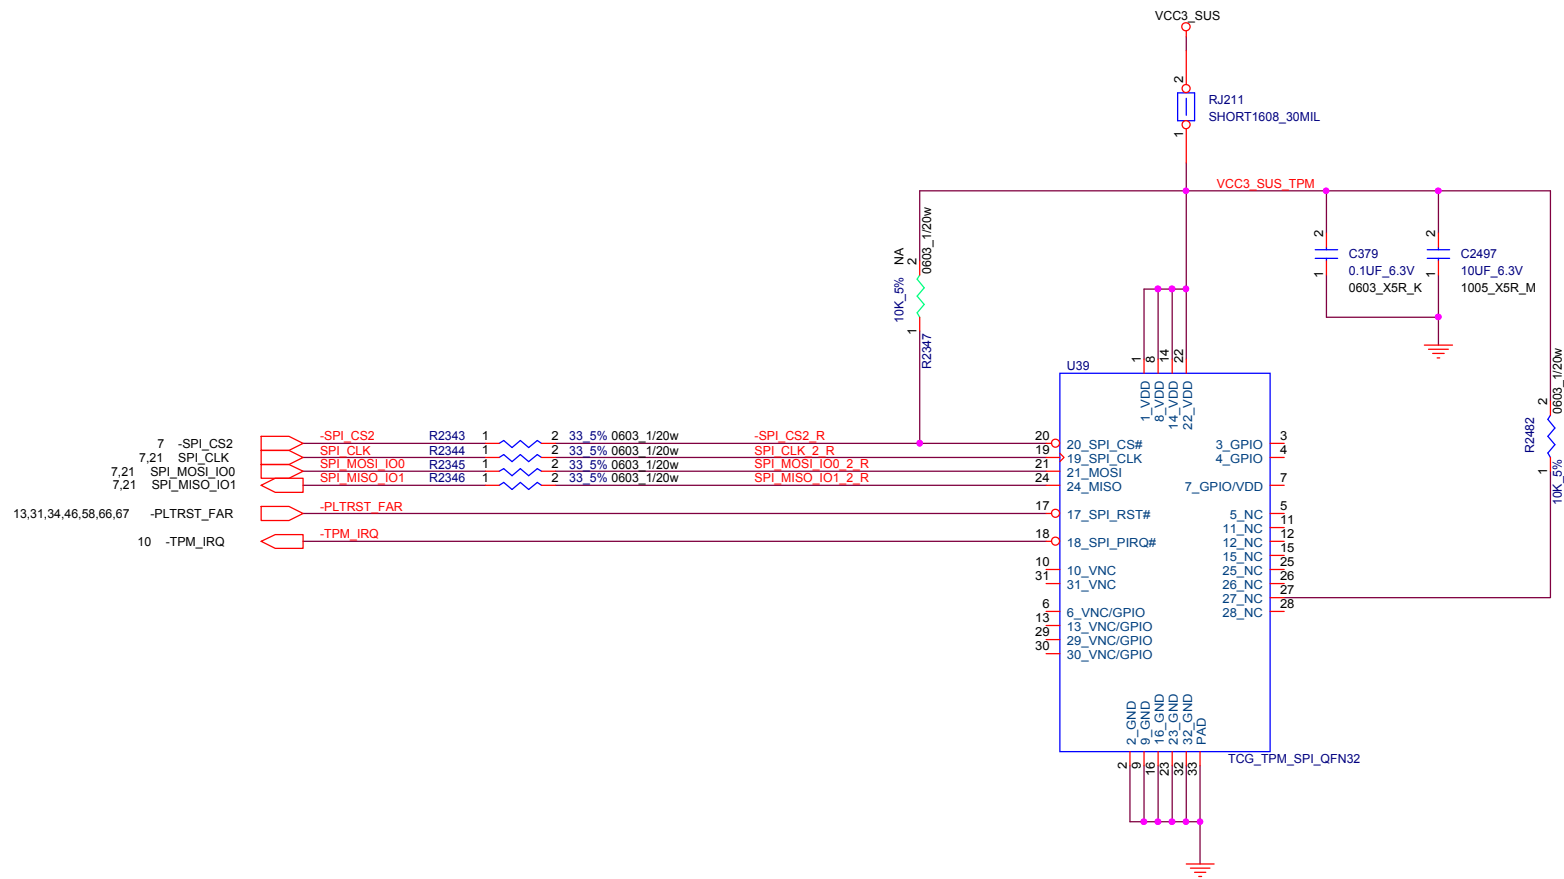 VCC3_SUS
2
RJ211
SHORT1608_30MIL
1
VCC3_SUS_TPM
NA
2
0603_1/20w
10K_5%
1
R2347
2
C379
0.1UF_6.3V
1
0603_X5R_K
2
C2497
10UF_6.3V
1
1005_X5R_M
0603_1/20w
2
R2482
1
10K_5%
U39
1
8
14
22
1_VDD
8_VDD
14_VDD
22_VDD
7 -SPI_CS2
-SPI_CS2 R2343 1 2 33_5% 0603_1/20w -SPI_CS2_R 20 20_SPI_CS#
7,21 SPI_CLK
SPI_CLK R2344 1 2 33_5% 0603_1/20w SPI_CLK_2_R 19 19_SPI_CLK
7,21 SPI_MOSI_IO0
SPI_MOSI_IO0 R2345 1 2 33_5% 0603_1/20w SPI_MOSI_IO0_2_R 21 21_MOSI
7,21 SPI_MISO_IO1
SPI_MISO_IO1 R2346 1 2 33_5% 0603_1/20w SPI_MISO_IO1_2_R 24 24_MISO
13,31,34,46,58,66,67 -PLTRST_FAR
-PLTRST_FAR 17 17_SPI_RST#
10 -TPM_IRQ
-TPM_IRQ 18 18_SPI_PIRQ#
10 10_VNC
31 31_VNC
6 6_VNC/GPIO
13 13_VNC/GPIO
29 29_VNC/GPIO
30 30_VNC/GPIO
3_GPIO 3
4_GPIO 4
7_GPIO/VDD 7
5_NC 5
11_NC 11
12_NC 12
15_NC 15
25_NC 25
26_NC 26
27_NC 27
28_NC 28
2_GND
9_GND
16_GND
23_GND
32_GND
PAD
2
9
16
23
32
33
TCG_TPM_SPI_QFN32